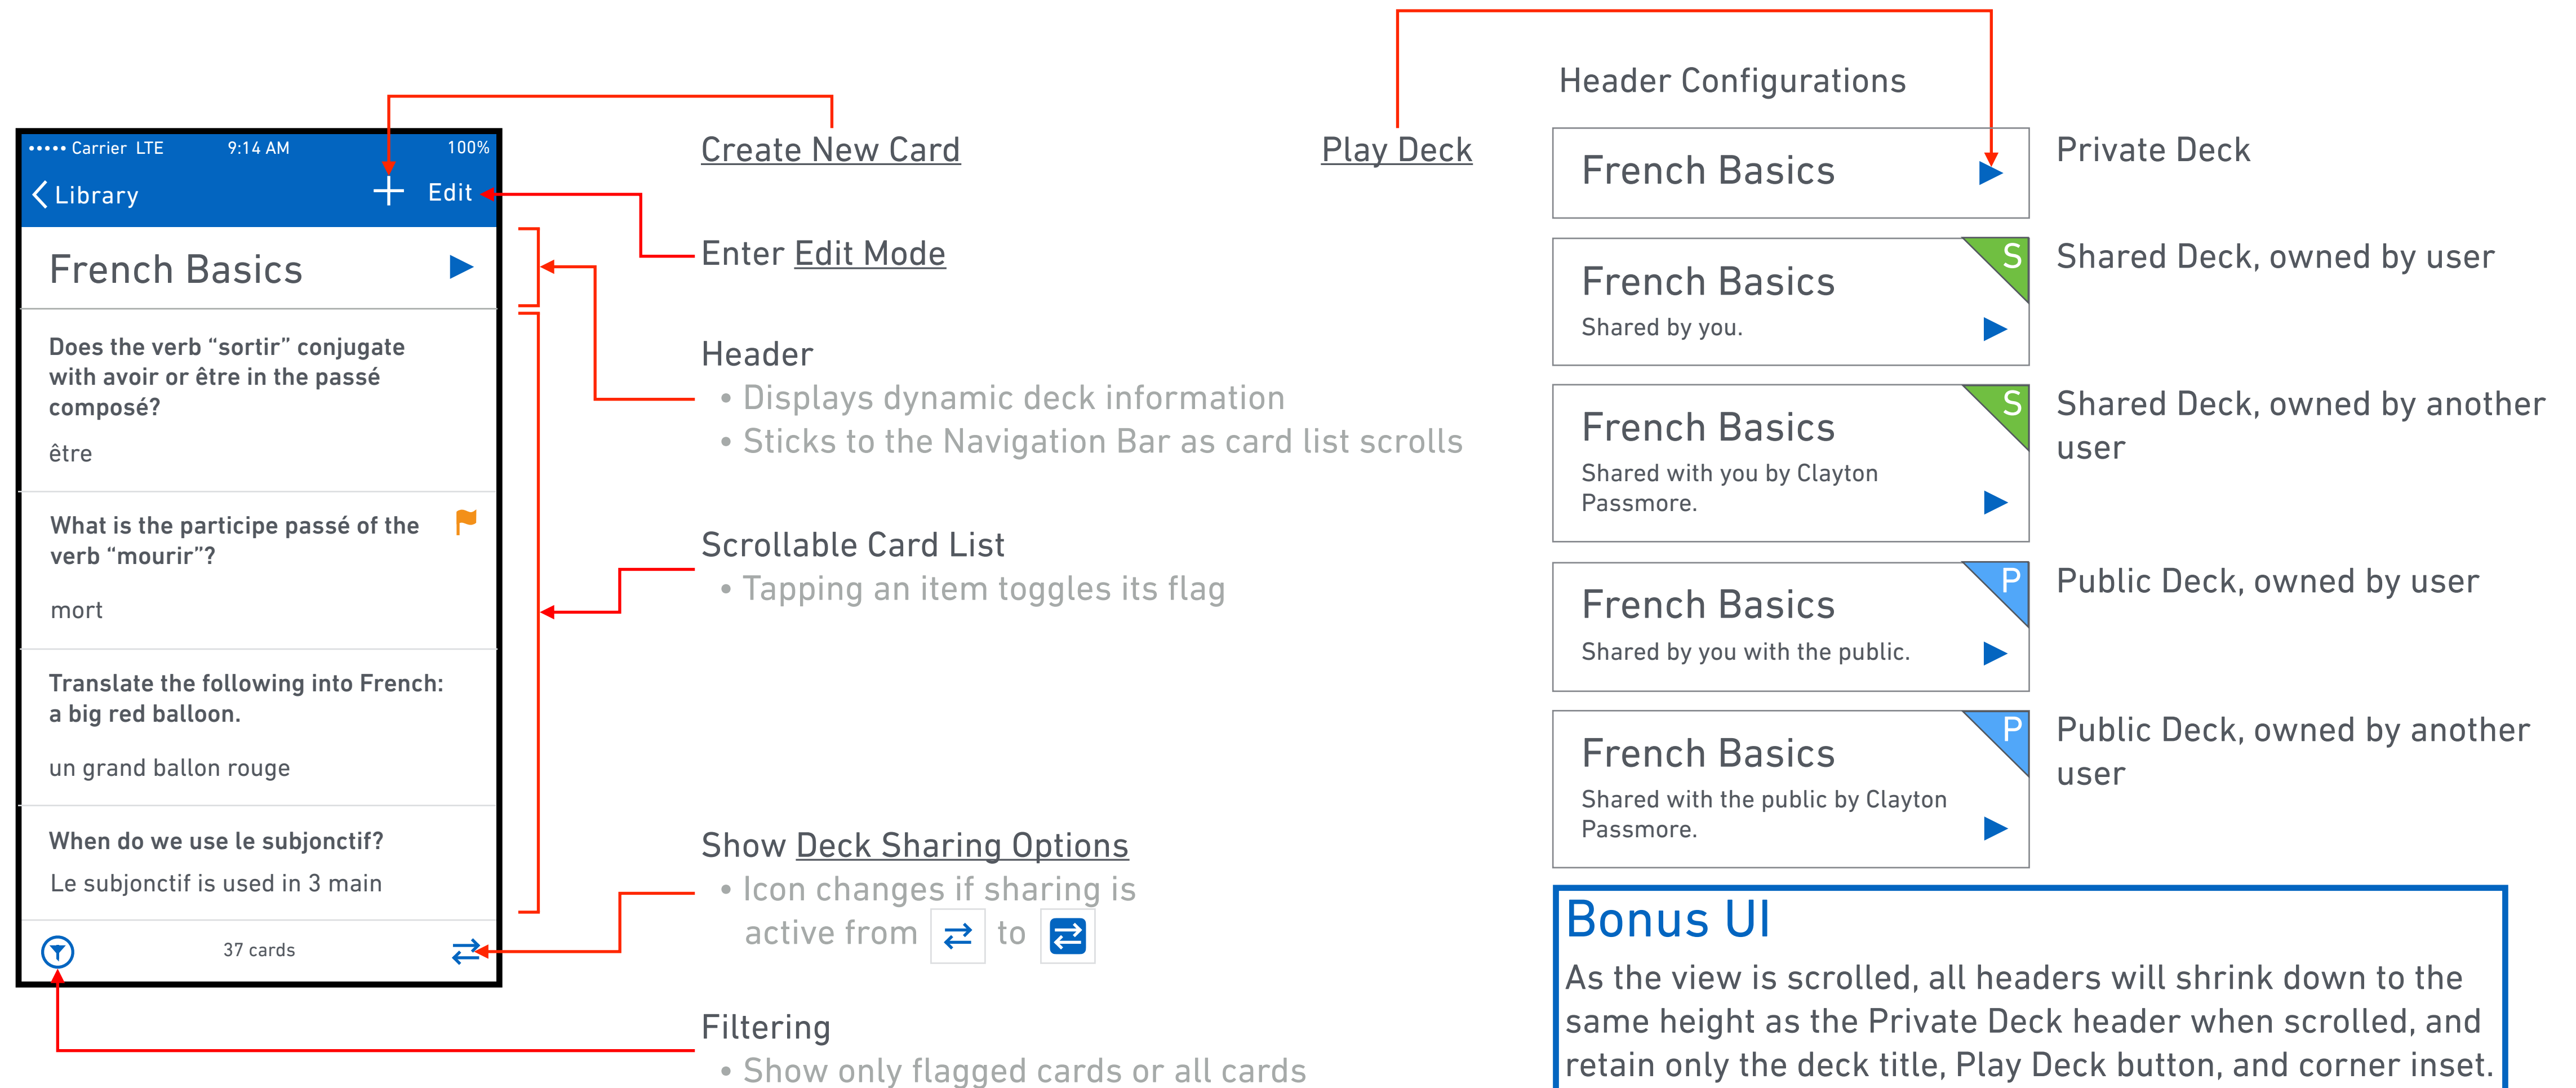 ••••• Carrier LTE 9:14 AM 100%
Library + Edit
French Basics
Does the verb “sortir” conjugate
with avoir or être in the passé
composé?
être
What is the participe passé of the
verb “mourir”?
mort
Translate the following into French:
a big red balloon.
un grand ballon rouge
When do we use le subjonctif?
Le subjonctif is used in 3 main
37 cards
Create New Card
Enter Edit Mode
Header
• Displays dynamic deck information
• Sticks to the Navigation Bar as card list scrolls
Scrollable Card List
• Tapping an item toggles its flag
Show Deck Sharing Options
• Icon changes if sharing is
active from to
Filtering
• Show only flagged cards or all cards
Play Deck
Header Configurations
French Basics
Private Deck
French Basics
S
Shared by you.
Shared Deck, owned by user
French Basics
S
Shared with you by Clayton
Passmore.
Shared Deck, owned by another
user
French Basics
P
Shared by you with the public.
Public Deck, owned by user
French Basics
P
Shared with the public by Clayton
Passmore.
Public Deck, owned by another
user
Bonus UI
As the view is scrolled, all headers will shrink down to the
same height as the Private Deck header when scrolled, and
retain only the deck title, Play Deck button, and corner inset.